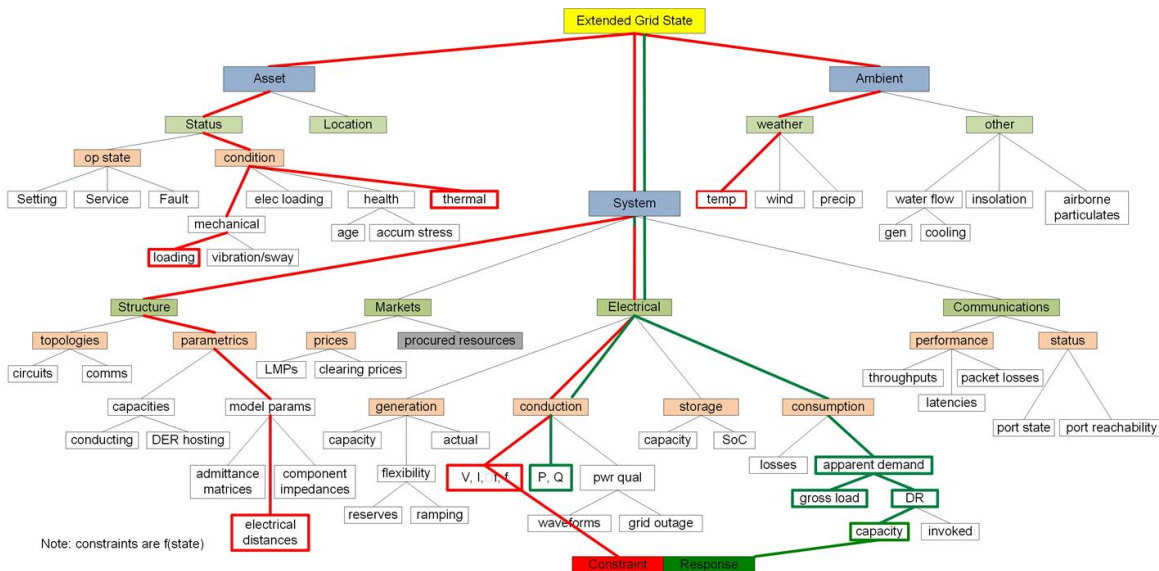 Extended Grid State
Asset
Ambient
Status
Location
weather
other
op state
condition
Setting
Service
Fault
elec loading
health
thermal
temp
wind
precip
water flow
insolation
airborne
particulates
System
mechanical
age
accum stress
gen
cooling
loading
vibration/sway
Structure
Markets
Electrical
Communications
topologies
parametrics
prices
procured resources
performance
status
circuits
comms
LMPs
clearing prices
throughputs
packet losses
latencies
capacities
model params
generation
conduction
storage
consumption
conducting
DER hosting
capacity
actual
capacity
SoC
port state
port reachability
admittance
matrices
component
impedances
flexibility
V, I, f, f
P, Q
pwr qual
losses
apparent demand
gross load
DR
reserves
ramping
waveforms
grid outage
capacity
invoked
electrical
distances
Note: constraints are f(state)
Constraint
Response